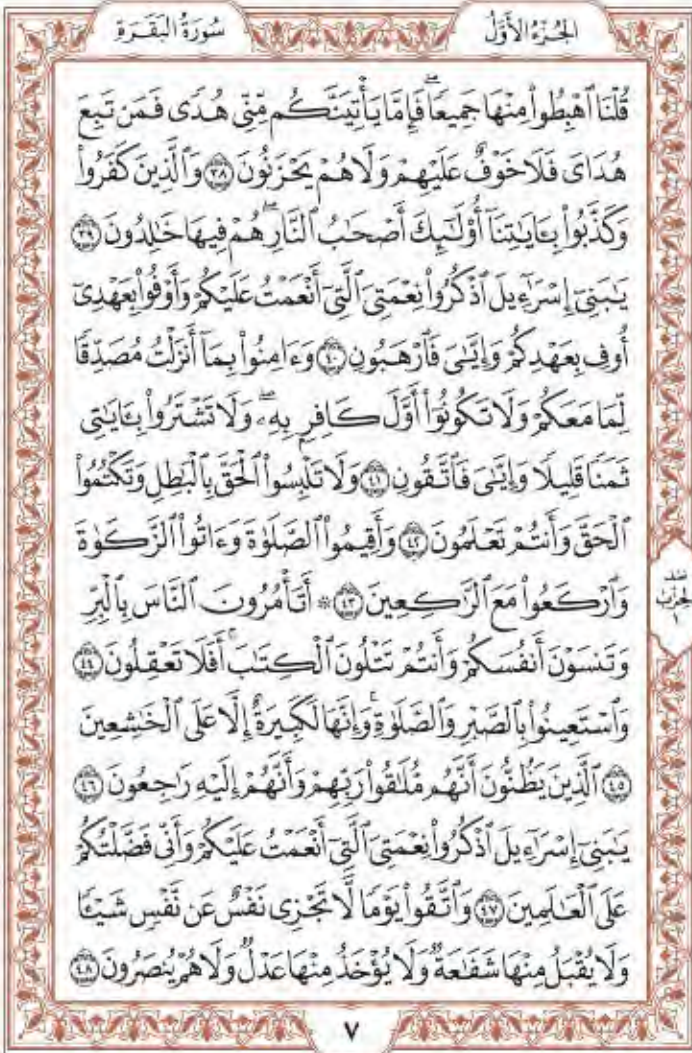 الجُزْءُ الأَوَّلُ
سُورَةُ البَقَرَةِ
قُلْنَا ٱهْبِطُواْ مِنْهَا جَمِيعٗاۖ فَإِمَّا يَأْتِيَنَّكُم مِّنِّي هُدٗى فَمَن تَبِعَ
هُدَايَ فَلَا خَوْفٌ عَلَيْهِمْ وَلَا هُمْ يَحْزَنُونَ ٣٨ وَٱلَّذِينَ كَفَرُواْ
وَكَذَّبُواْ بِـَٔايَٰتِنَآ أُوْلَٰٓئِكَ أَصْحَٰبُ ٱلنَّارِۖ هُمْ فِيهَا خَٰلِدُونَ ٣٩
يَٰبَنِيٓ إِسْرَٰٓءِيلَ ٱذْكُرُواْ نِعْمَتِيَ ٱلَّتِيٓ أَنْعَمْتُ عَلَيْكُمْ وَأَوْفُواْ بِعَهْدِيٓ
أُوفِ بِعَهْدِكُمْ وَإِيَّٰيَ فَٱرْهَبُونِ ٤٠ وَءَامِنُواْ بِمَآ أَنزَلْتُ مُصَدِّقٗا
لِّمَا مَعَكُمْ وَلَا تَكُونُوٓاْ أَوَّلَ كَافِرِۭ بِهِۦۖ وَلَا تَشْتَرُواْ بِـَٔايَٰتِي
ثَمَنٗا قَلِيلٗا وَإِيَّٰيَ فَٱتَّقُونِ ٤١ وَلَا تَلْبِسُواْ ٱلْحَقَّ بِٱلْبَٰطِلِ وَتَكْتُمُواْ
ٱلْحَقَّ وَأَنتُمْ تَعْلَمُونَ ٤٢ وَأَقِيمُواْ ٱلصَّلَوٰةَ وَءَاتُواْ ٱلزَّكَوٰةَ
وَٱرْكَعُواْ مَعَ ٱلرَّٰكِعِينَ ٤٣ ۞ أَتَأْمُرُونَ ٱلنَّاسَ بِٱلْبِرِّ
وَتَنسَوْنَ أَنفُسَكُمْ وَأَنتُمْ تَتْلُونَ ٱلْكِتَٰبَۚ أَفَلَا تَعْقِلُونَ ٤٤
وَٱسْتَعِينُواْ بِٱلصَّبْرِ وَٱلصَّلَوٰةِۚ وَإِنَّهَا لَكَبِيرَةٌ إِلَّا عَلَى ٱلْخَٰشِعِينَ
٤٥ ٱلَّذِينَ يَظُنُّونَ أَنَّهُم مُّلَٰقُواْ رَبِّهِمْ وَأَنَّهُمْ إِلَيْهِ رَٰجِعُونَ ٤٦
يَٰبَنِيٓ إِسْرَٰٓءِيلَ ٱذْكُرُواْ نِعْمَتِيَ ٱلَّتِيٓ أَنْعَمْتُ عَلَيْكُمْ وَأَنِّي فَضَّلْتُكُمْ
عَلَى ٱلْعَٰلَمِينَ ٤٧ وَٱتَّقُواْ يَوْمٗا لَّا تَجْزِي نَفْسٌ عَن نَّفْسٖ شَيْـٔٗا
وَلَا يُقْبَلُ مِنْهَا شَفَٰعَةٞ وَلَا يُؤْخَذُ مِنْهَا عَدْلٞ وَلَا هُمْ يُنصَرُونَ ٤٨
٧